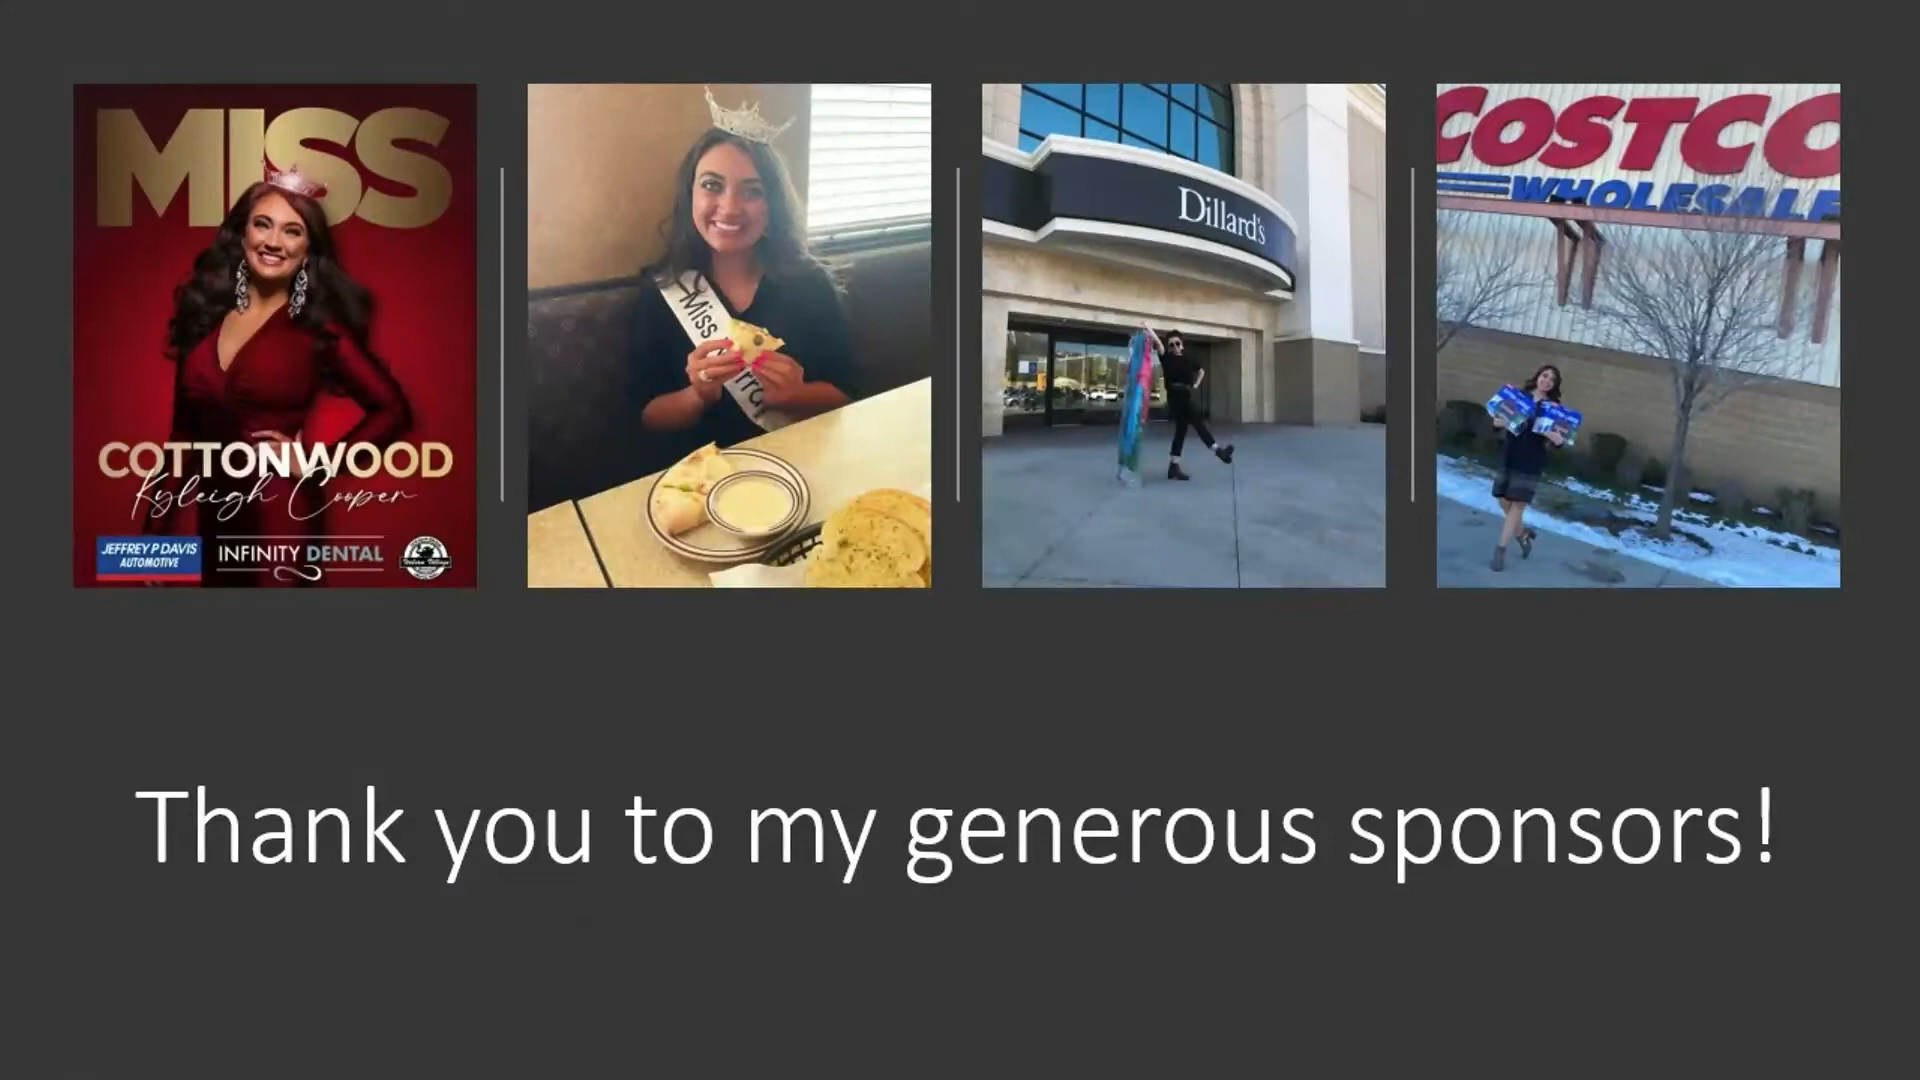 MISS
COTTONWOOD
Kyleigh Cooper
JEFFREY P DAVIS
AUTOMOTIVE
INFINITY DENTAL
Miss
Dillard's
COSTCO
WHOLESALE
Thank you to my generous sponsors!